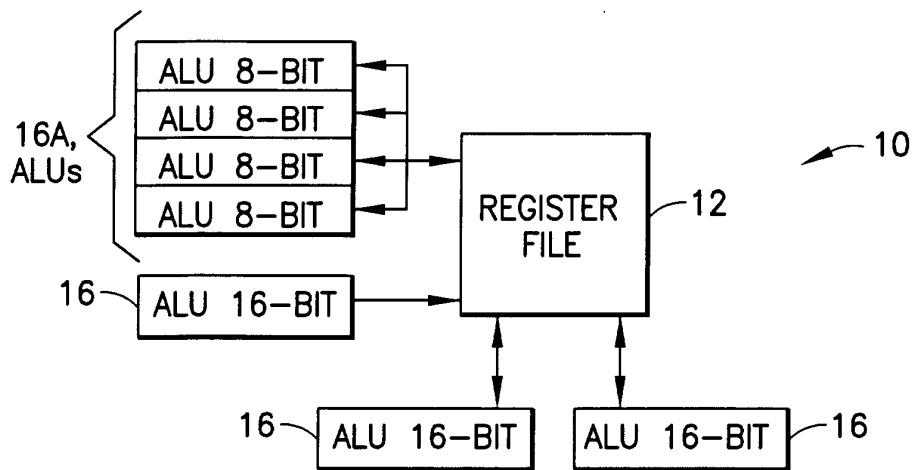 ALU 8-BIT
ALU 8-BIT
ALU 8-BIT
ALU 8-BIT
16A,
ALUs
10
REGISTER
FILE
12
16
ALU 16-BIT
16
ALU 16-BIT
ALU 16-BIT
16